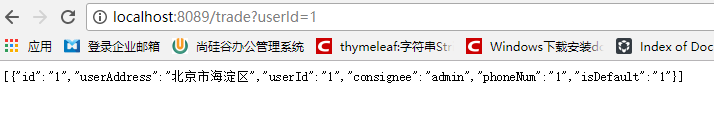 localhost:8089/trade?userId=1
应用 登录企业邮箱 尚硅谷办公管理系统 thymeleaf:字符串Str Windows下载安装do Index of Doc
[{"id":"1","userAddress":"北京市海淀区","userId":"1","consignee":"admin","phoneNum":"1","isDefault":"1"}]